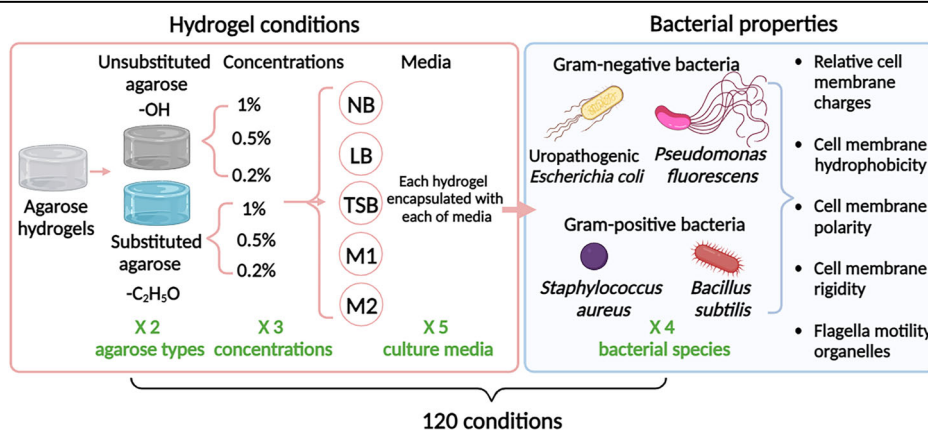 Hydrogel conditions
Unsubstituted
agarose
-OH
Concentrations
Media
1%
0.5%
0.2%
Agarose
hydrogels
Substituted
agarose
-C₂H₅O
1%
0.5%
0.2%
NB
LB
TSB
M1
M2
Each hydrogel
encapsulated with
each of media
X 2
agarose types
X 3
concentrations
X 5
culture media
Bacterial properties
Gram-negative bacteria
Uropathogenic
Escherichia coli
Pseudomonas
fluorescens
Gram-positive bacteria
Staphylococcus
aureus
Bacillus
subtilis
X 4
bacterial species
• Relative cell
membrane
charges
• Cell membrane
hydrophobicity
• Cell membrane
polarity
• Cell membrane
rigidity
• Flagella motility
organelles
120 conditions